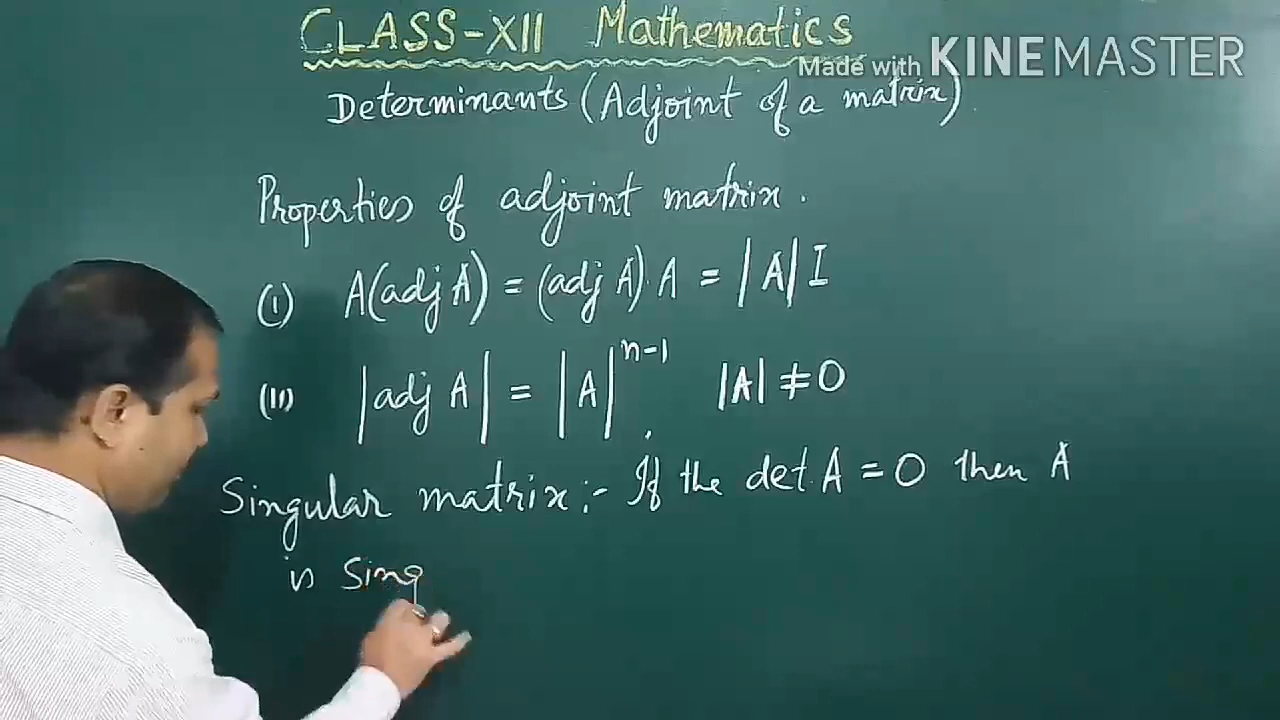 CLASS-XII Mathematics
Made with KINEMASTER
Determinants (Adjoint of a matrix)
Properties of adjoint matrix.
(I) A(adj A) = (adj A). A = |A| I
(II) |adj A| = |A|ⁿ⁻¹, |A| ≠ 0
Singular matrix :- If the det. A = 0 then A
is Sing